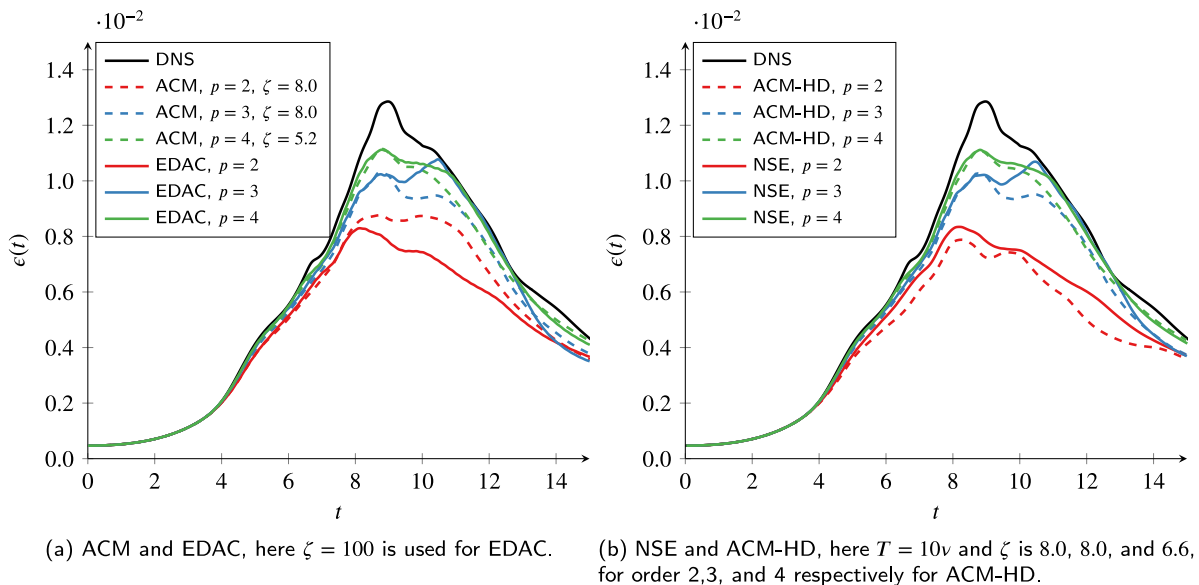 ·10⁻²
DNS
ACM, p = 2, ζ = 8.0
ACM, p = 3, ζ = 8.0
ACM, p = 4, ζ = 5.2
EDAC, p = 2
EDAC, p = 3
EDAC, p = 4
1.4
1.2
1.0
0.8
0.6
0.4
0.2
0.0
ϵ(t)
0 2 4 6 8 10 12 14
t
(a) ACM and EDAC, here ζ = 100 is used for EDAC.
·10⁻²
DNS
ACM-HD, p = 2
ACM-HD, p = 3
ACM-HD, p = 4
NSE, p = 2
NSE, p = 3
NSE, p = 4
1.4
1.2
1.0
0.8
0.6
0.4
0.2
0.0
ϵ(t)
0 2 4 6 8 10 12 14
t
(b) NSE and ACM-HD, here T = 10ν and ζ is 8.0, 8.0, and 6.6,
for order 2,3, and 4 respectively for ACM-HD.